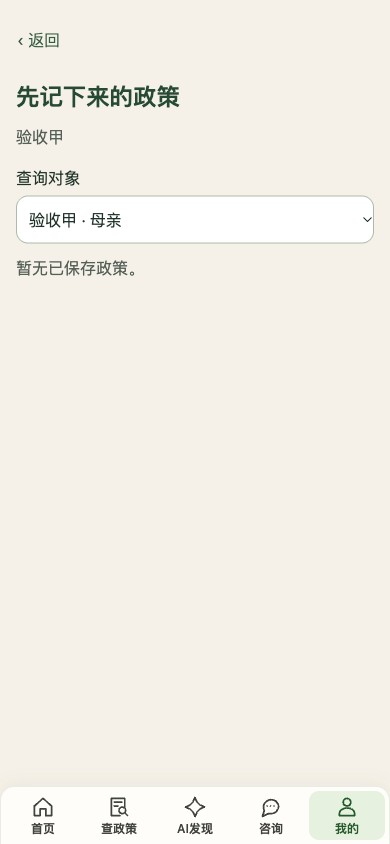 ‹ 返回
先记下来的政策
验收甲
查询对象
验收甲 · 母亲
暂无已保存政策。
首页
查政策
AI发现
咨询
我的